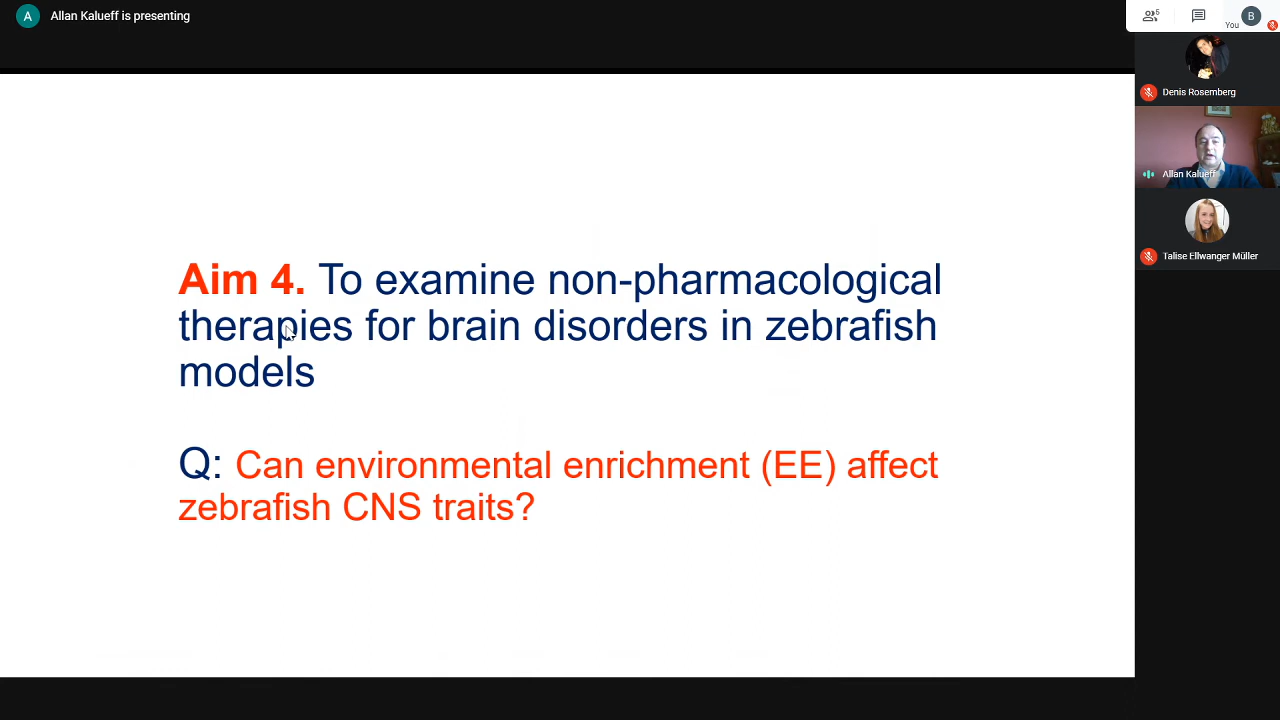 A
Allan Kalueff is presenting
5
You
B
Denis Rosemberg
Allan Kalueff
Talise Ellwanger Müller
Aim 4. To examine non-pharmacological
therapies for brain disorders in zebrafish
models
Q: Can environmental enrichment (EE) affect
zebrafish CNS traits?